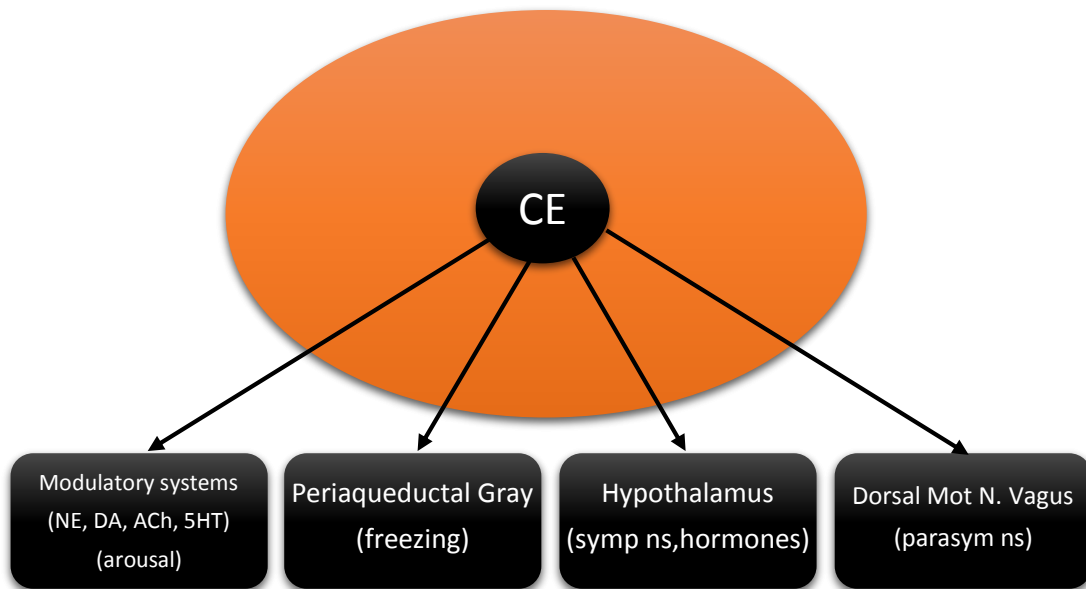 CE
Modulatory systems
(NE, DA, ACh, 5HT)
(arousal)
Periaqueductal Gray
(freezing)
Hypothalamus
(symp ns,hormones)
Dorsal Mot N. Vagus
(parasym ns)